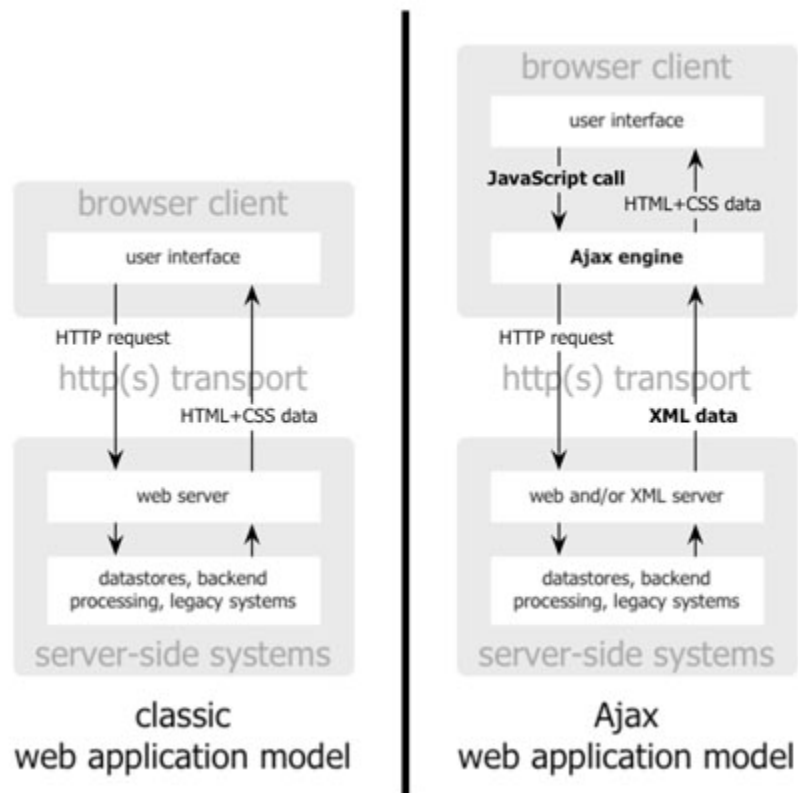 browser client
user interface
HTTP request
http(s) transport
HTML+CSS data
web server
datastores, backend
processing, legacy systems
server-side systems
classic
web application model
browser client
user interface
JavaScript call
HTML+CSS data
Ajax engine
HTTP request
http(s) transport
XML data
web and/or XML server
datastores, backend
processing, legacy systems
server-side systems
Ajax
web application model